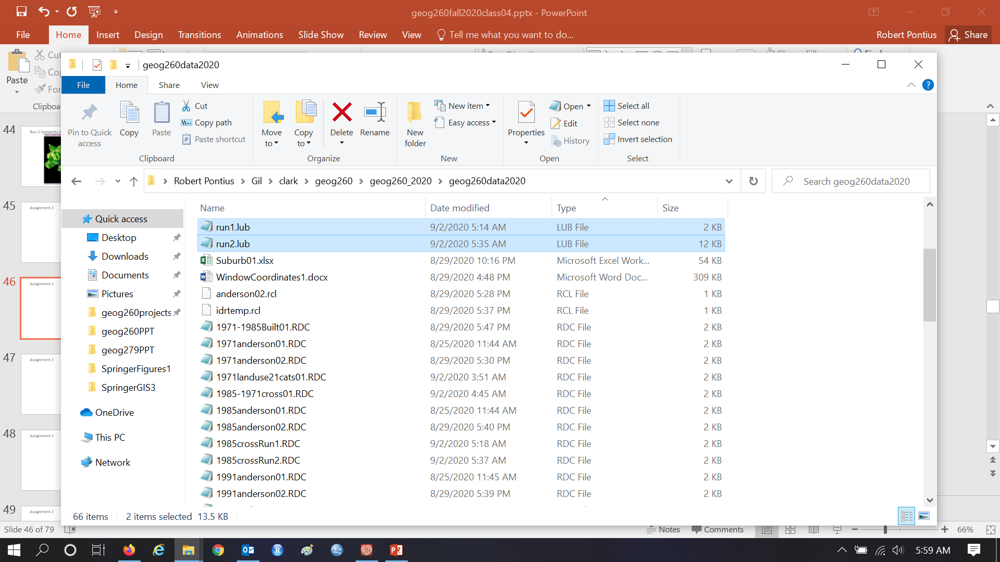 geog260fall2020class04.pptx - PowerPoint
File Home Insert Design Transitions Animations Slide Show Review View Tell me what you want to do... Robert Pontius Share
Paste
geog260data2020
File Home Share View
Pin to Quick access
Copy
Paste
Cut
Copy path
Paste shortcut
Clipboard
Move to
Copy to
Delete
Rename
Organize
New folder
New item
Easy access
New
Properties
Open
Edit
History
Open
Select all
Select none
Invert selection
Select
Robert Pontius Gil clark geog260 geog260_2020 geog260data2020
Search geog260data2020
44
Run 2 Suitability b
45
Assignment 2
46
Assignment 2
47
Assignment 2
48
Assignment 2
49
Assignment 2
Quick access
Desktop
Downloads
Documents
Pictures
geog260projects
geog260PPT
geog279PPT
SpringerFigures1
SpringerGIS3
OneDrive
This PC
Network
Name Date modified Type Size
run1.lub 9/2/2020 5:14 AM LUB File 2 KB
run2.lub 9/2/2020 5:35 AM LUB File 12 KB
Suburb01.xlsx 8/29/2020 10:16 PM Microsoft Excel Work... 54 KB
WindowCoordinates1.docx 8/29/2020 4:48 PM Microsoft Word Doc... 309 KB
anderson02.rcl 8/29/2020 5:28 PM RCL File 1 KB
idrtemp.rcl 8/29/2020 5:37 PM RCL File 1 KB
1971-1985Built01.RDC 8/29/2020 5:47 PM RDC File 2 KB
1971anderson01.RDC 8/25/2020 11:44 AM RDC File 2 KB
1971anderson02.RDC 8/29/2020 5:30 PM RDC File 2 KB
1971landuse21cats01.RDC 9/2/2020 3:51 AM RDC File 2 KB
1985-1971cross01.RDC 9/2/2020 4:45 AM RDC File 2 KB
1985anderson01.RDC 8/25/2020 11:44 AM RDC File 2 KB
1985anderson02.RDC 8/29/2020 5:40 PM RDC File 2 KB
1985crossRun1.RDC 9/2/2020 5:18 AM RDC File 2 KB
1985crossRun2.RDC 9/2/2020 5:37 AM RDC File 2 KB
1991anderson01.RDC 8/25/2020 11:45 AM RDC File 2 KB
1991anderson02.RDC 8/29/2020 5:39 PM RDC File 2 KB
66 items 2 items selected 13.5 KB
Slide 46 of 79 Notes Comments 66%
5:59 AM